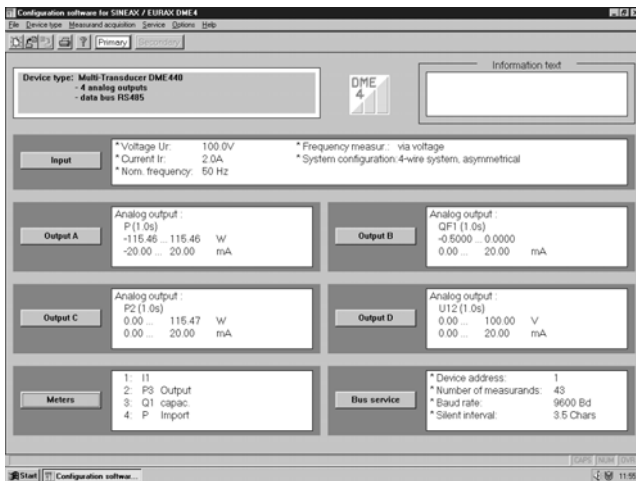 Configuration software for SINEAX / EURAX DME4
File Device type Measurand acquisition Service Options Help
Primary Secondary
Device type: Multi-Transducer DME440
- 4 analog outputs
- data bus RS485
DME
4
Information text
Input
* Voltage Ur: 100.0V * Frequency measur.: via voltage
* Current Ir: 2.0A * System configuration: 4-wire system, asymmetrical
* Nom. frequency: 50 Hz
Output A
Analog output :
P (1.0s)
-115.46 ... 115.46 W
-20.00 ... 20.00 mA
Output B
Analog output :
QF1 (1.0s)
-0.5000 ... 0.0000
0.00 ... 20.00 mA
Output C
Analog output :
P2 (1.0s)
0.00 ... 115.47 W
0.00 ... 20.00 mA
Output D
Analog output :
U12 (1.0s)
0.00 ... 100.00 V
0.00 ... 20.00 mA
Meters
1: I1
2: P3 Output
3: Q1 capac.
4: P Import
Bus service
* Device address: 1
* Number of measurands: 43
* Baud rate: 9600 Bd
* Silent interval: 3.5 Chars
CAPS NUM OVR
Start Configuration softwar... 11:55